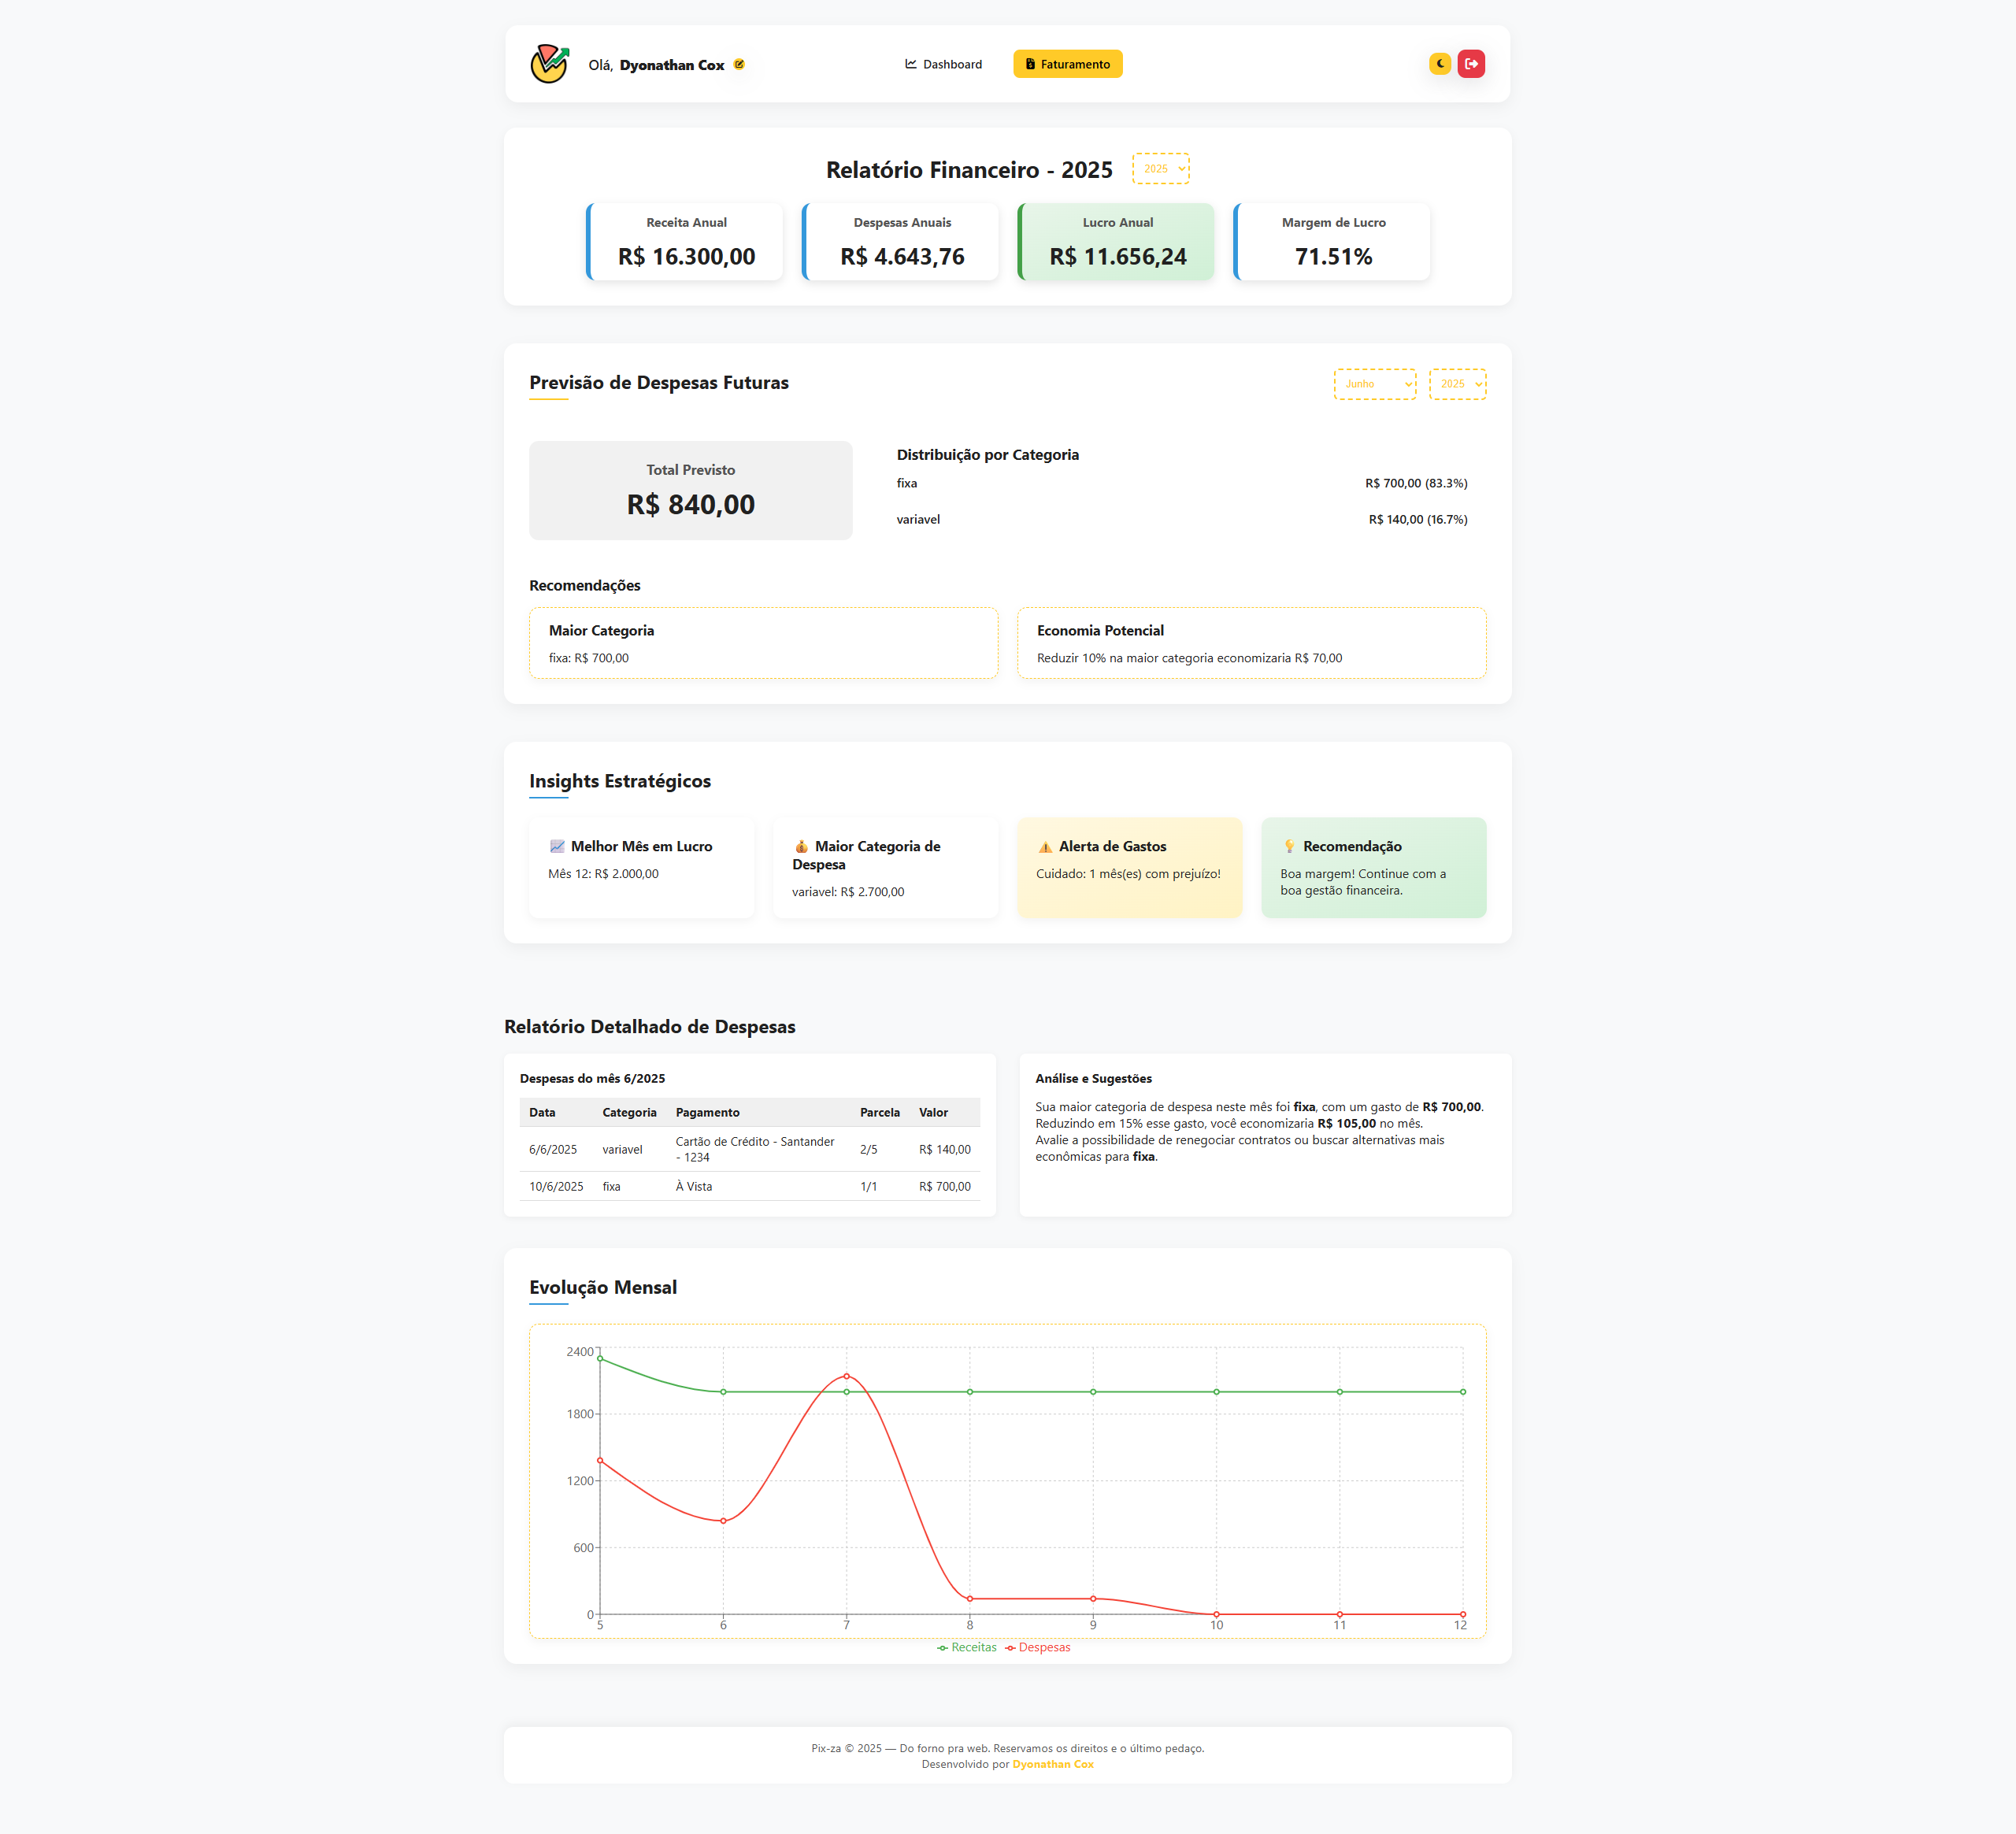 Olá, Dyonathan Cox
Dashboard
Faturamento
Relatório Financeiro - 2025
2025
Receita Anual
R$ 16.300,00
Despesas Anuais
R$ 4.643,76
Lucro Anual
R$ 11.656,24
Margem de Lucro
71.51%
Previsão de Despesas Futuras
Junho
2025
Total Previsto
R$ 840,00
Distribuição por Categoria
fixa R$ 700,00 (83.3%)
variavel R$ 140,00 (16.7%)
Recomendações
Maior Categoria
fixa: R$ 700,00
Economia Potencial
Reduzir 10% na maior categoria economizaria R$ 70,00
Insights Estratégicos
Melhor Mês em Lucro
Mês 12: R$ 2.000,00
Maior Categoria de
Despesa
variavel: R$ 2.700,00
Alerta de Gastos
Cuidado: 1 mês(es) com prejuízo!
Recomendação
Boa margem! Continue com a
boa gestão financeira.
Relatório Detalhado de Despesas
Despesas do mês 6/2025
Data Categoria Pagamento Parcela Valor
6/6/2025 variavel Cartão de Crédito - Santander
- 1234 2/5 R$ 140,00
10/6/2025 fixa À Vista 1/1 R$ 700,00
Análise e Sugestões
Sua maior categoria de despesa neste mês foi fixa, com um gasto de R$ 700,00.
Reduzindo em 15% esse gasto, você economizaria R$ 105,00 no mês.
Avalie a possibilidade de renegociar contratos ou buscar alternativas mais
econômicas para fixa.
Evolução Mensal
2400
1800
1200
600
0
5 6 7 8 9 10 11 12
Receitas Despesas
Pix-za © 2025 — Do forno pra web. Reservamos os direitos e o último pedaço.
Desenvolvido por Dyonathan Cox